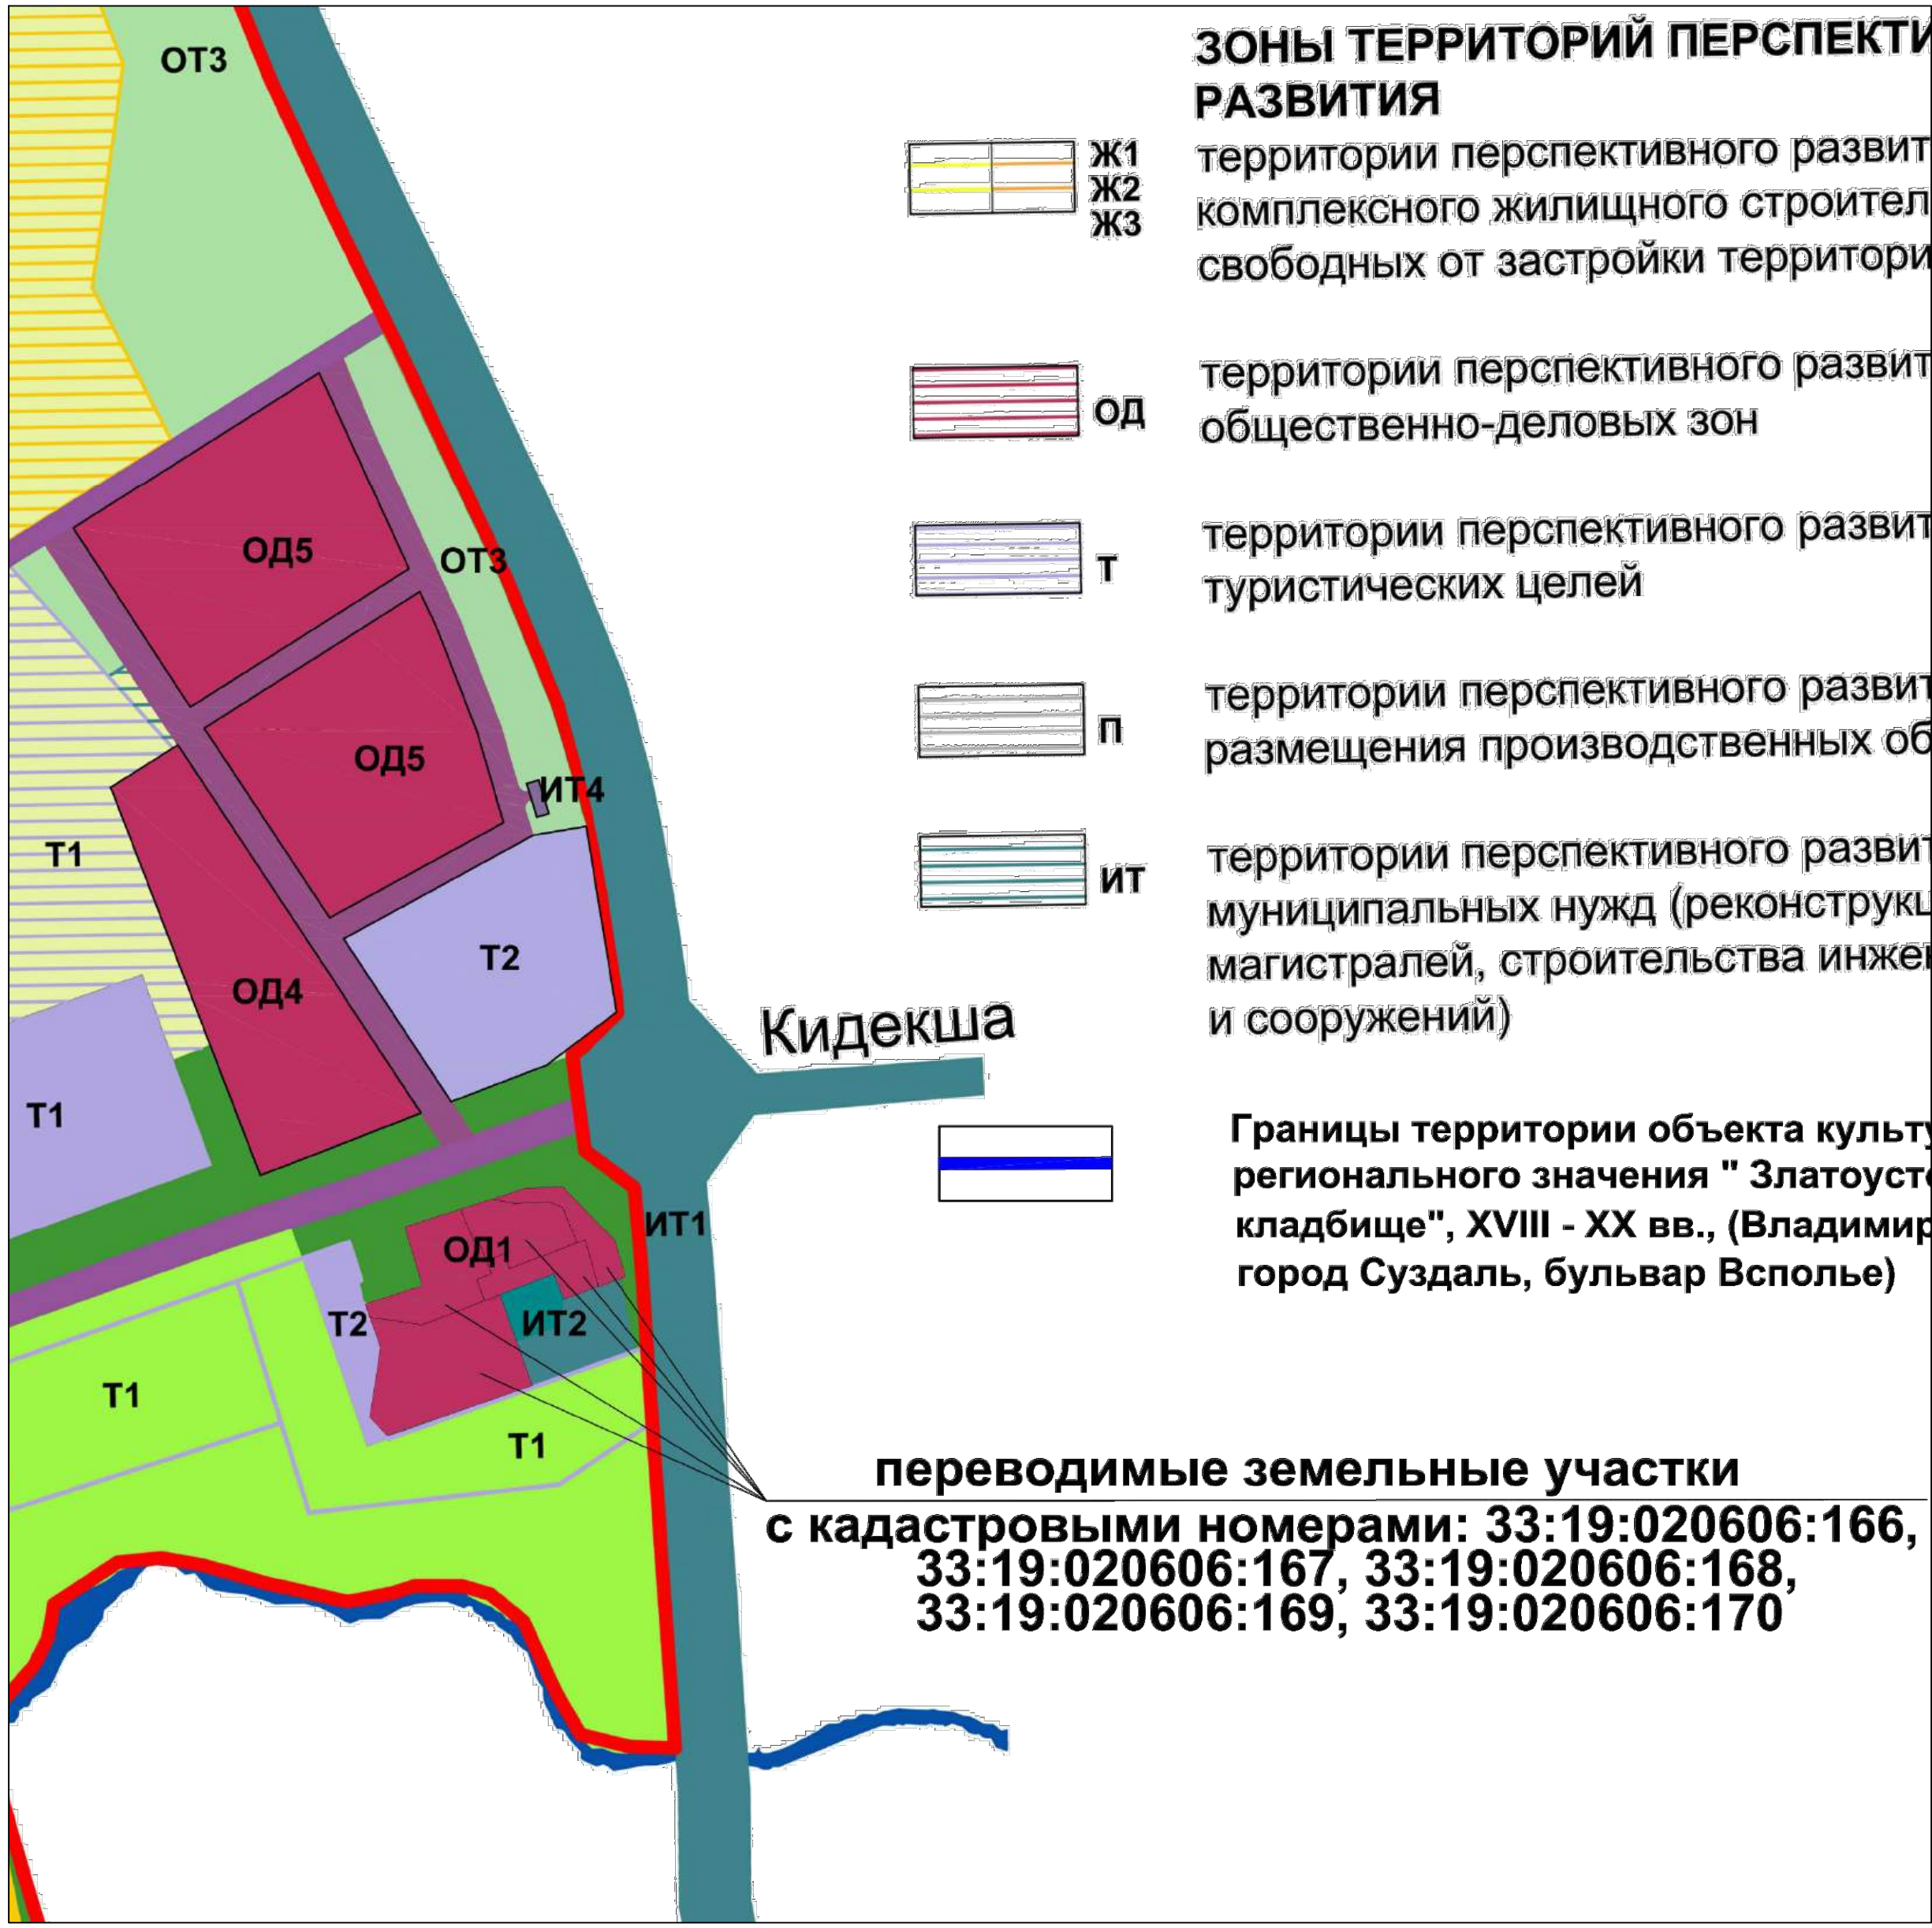 ЗОНЫ ТЕРРИТОРИЙ ПЕРСПЕКТИ
РАЗВИТИЯ
Ж1
Ж2
Ж3
территории перспективного развит
комплексного жилищного строител
свободных от застройки территори
ОД
территории перспективного развит
общественно-деловых зон
Т
территории перспективного развит
туристических целей
П
территории перспективного развит
размещения производственных об
ИТ
территории перспективного развит
муниципальных нужд (реконструкц
магистралей, строительства инжен
и сооружений)
Границы территории объекта культу
регионального значения " Златоусто
кладбище", XVIII - XX вв., (Владимир
город Суздаль, бульвар Всполье)
ОТ3
ОД5
ОТ3
ОД5
ИТ4
Т1
Т2
ОД4
Кидекша
Т1
ИТ1
ОД1
Т2
ИТ2
Т1
Т1
переводимые земельные участки
с кадастровыми номерами: 33:19:020606:166,
33:19:020606:167, 33:19:020606:168,
33:19:020606:169, 33:19:020606:170